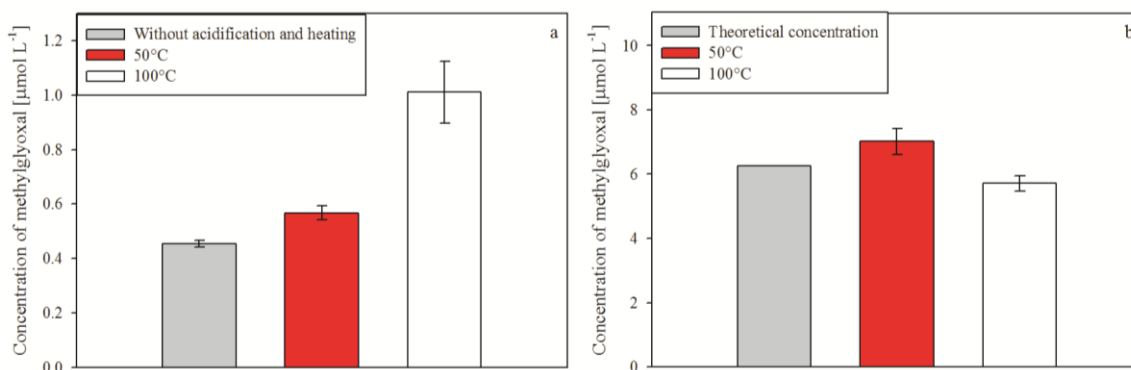 Concentration of methylglyoxal [µmol L⁻¹]
1.2
1.0
0.8
0.6
0.4
0.2
0.0
Without acidification and heating
50°C
100°C
a
Concentration of methylglyoxal [µmol L⁻¹]
10
8
6
4
2
0
Theoretical concentration
50°C
100°C
b